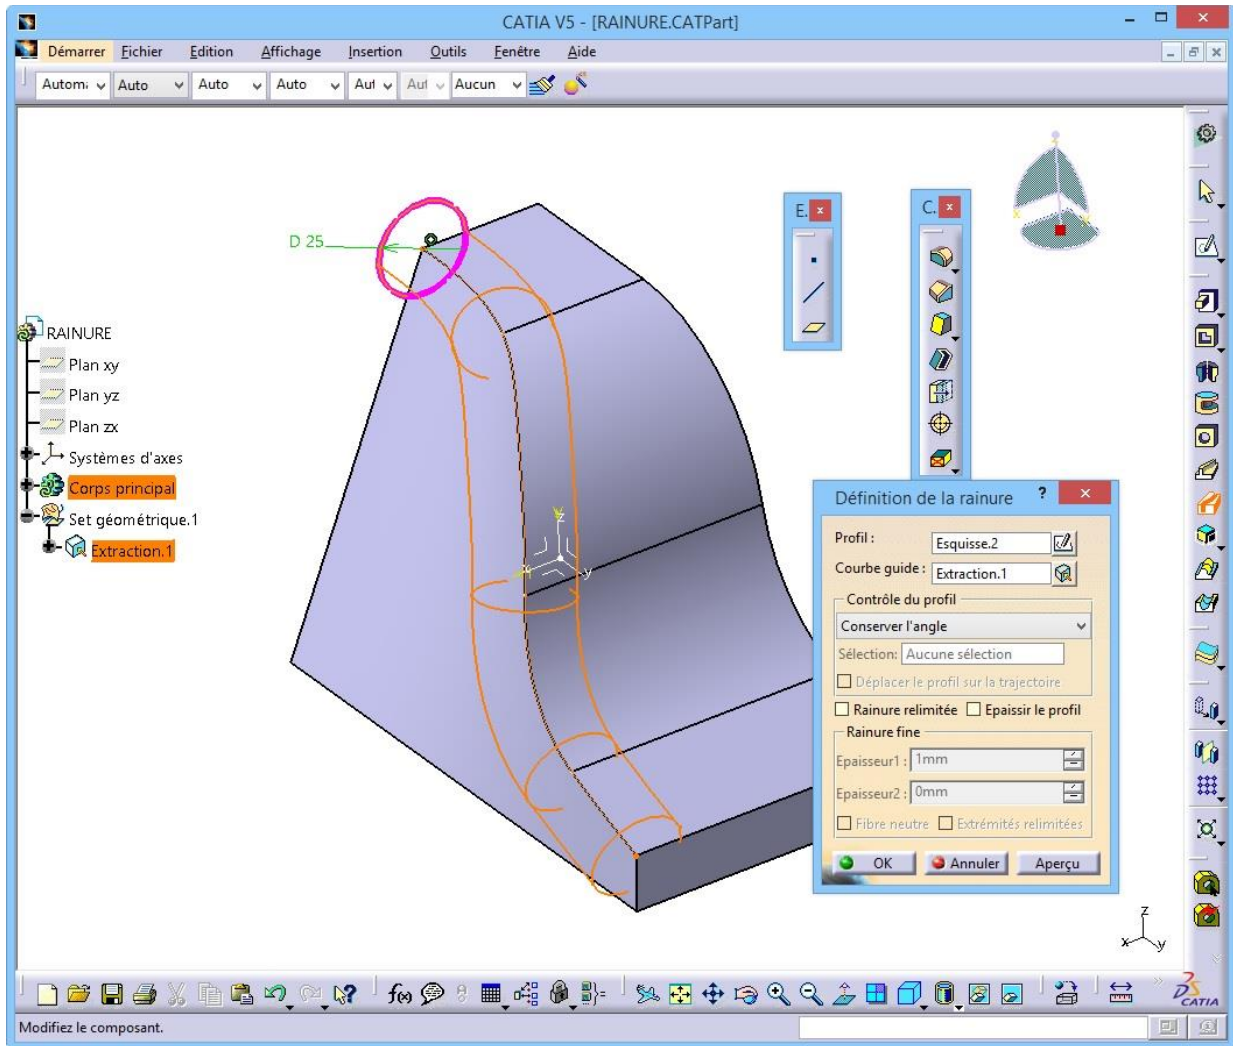 CATIA V5 - [RAINURE.CATPart]
Démarrer Fichier Edition Affichage Insertion Outils Fenêtre Aide
Auto Auto Auto Aucun
E.
C.
D 25
RAINURE
Plan xy
Plan yz
Plan zx
Systèmes d'axes
Corps principal
Set géométrique.1
Extraction.1
z
y
Définition de la rainure ?
Profil : Esquisse.2
Courbe guide : Extraction.1
Contrôle du profil
Conserver l'angle
Sélection: Aucune sélection
Déplacer le profil sur la trajectoire
Rainure relimitée Epaissir le profil
Rainure fine
Epaisseur1 : 1mm
Epaisseur2 : 0mm
Fibre neutre Extrémités relimitées
OK Annuler Aperçu
z
x y
f(x)
CATIA
Modifiez le composant.